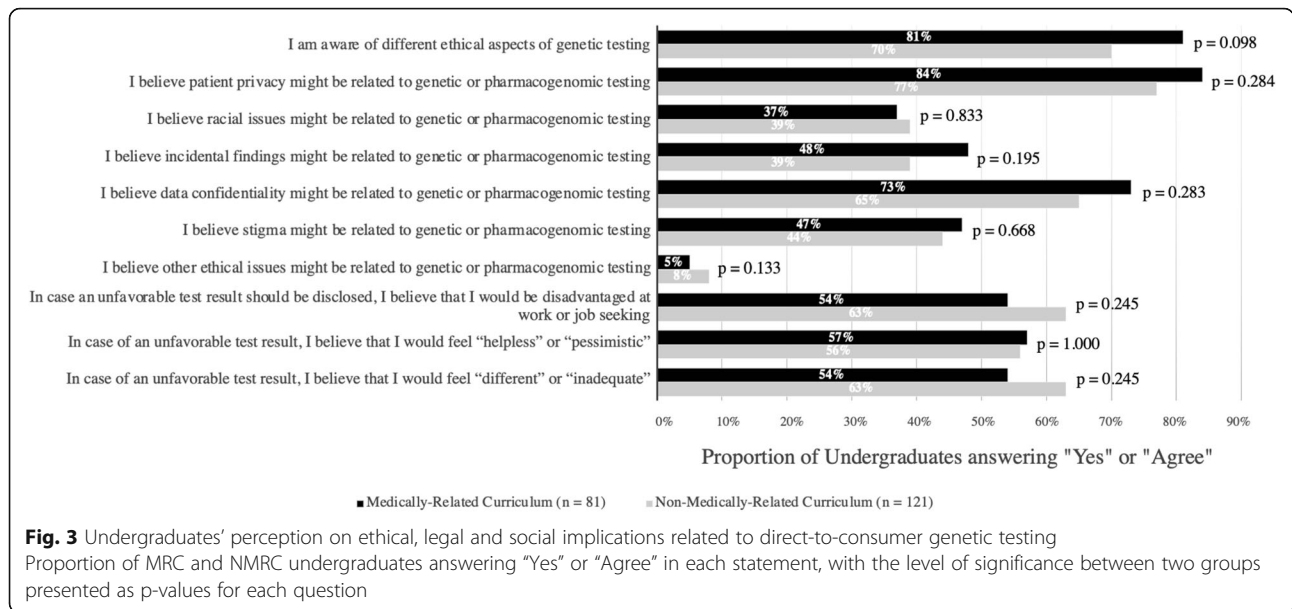 I am aware of different ethical aspects of genetic testing
81%
70%
p = 0.098
I believe patient privacy might be related to genetic or pharmacogenomic testing
84%
77%
p = 0.284
I believe racial issues might be related to genetic or pharmacogenomic testing
37%
39%
p = 0.833
I believe incidental findings might be related to genetic or pharmacogenomic testing
48%
39%
p = 0.195
I believe data confidentiality might be related to genetic or pharmacogenomic testing
73%
65%
p = 0.283
I believe stigma might be related to genetic or pharmacogenomic testing
47%
44%
p = 0.668
I believe other ethical issues might be related to genetic or pharmacogenomic testing
5%
8%
p = 0.133
In case an unfavorable test result should be disclosed, I believe that I would be disadvantaged at
work or job seeking
54%
63%
p = 0.245
In case of an unfavorable test result, I believe that I would feel “helpless” or “pessimistic”
57%
56%
p = 1.000
In case of an unfavorable test result, I believe that I would feel “different” or “inadequate”
54%
63%
p = 0.245
0% 10% 20% 30% 40% 50% 60% 70% 80% 90%
Proportion of Undergraduates answering "Yes" or "Agree"
Medically-Related Curriculum (n = 81) Non-Medically-Related Curriculum (n = 121)
Fig. 3 Undergraduates’ perception on ethical, legal and social implications related to direct-to-consumer genetic testing
Proportion of MRC and NMRC undergraduates answering “Yes” or “Agree” in each statement, with the level of significance between two groups
presented as p-values for each question